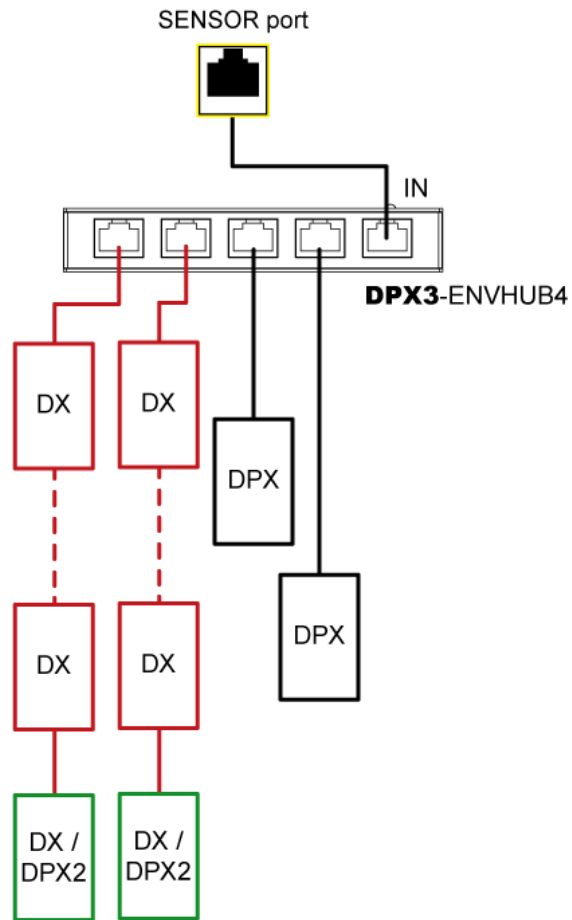 SENSOR port
IN
DPX3-ENVHUB4
DX
DX
DPX
DPX
DX
DX
DX /
DPX2
DX /
DPX2